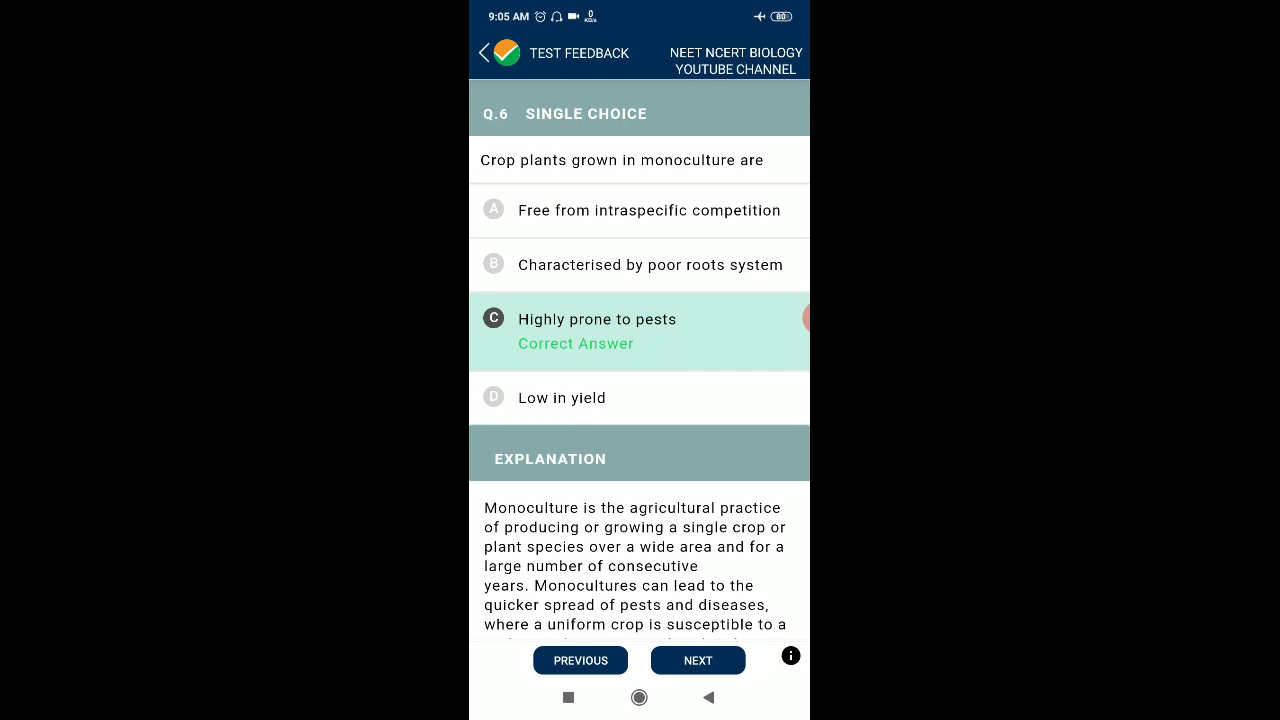 9:05 AM 0 KB/s 80
TEST FEEDBACK
NEET NCERT BIOLOGY
YOUTUBE CHANNEL
Q.6 SINGLE CHOICE
Crop plants grown in monoculture are
A Free from intraspecific competition
B Characterised by poor roots system
C Highly prone to pests
Correct Answer
D Low in yield
EXPLANATION
Monoculture is the agricultural practice
of producing or growing a single crop or
plant species over a wide area and for a
large number of consecutive
years. Monocultures can lead to the
quicker spread of pests and diseases,
where a uniform crop is susceptible to a
PREVIOUS
NEXT